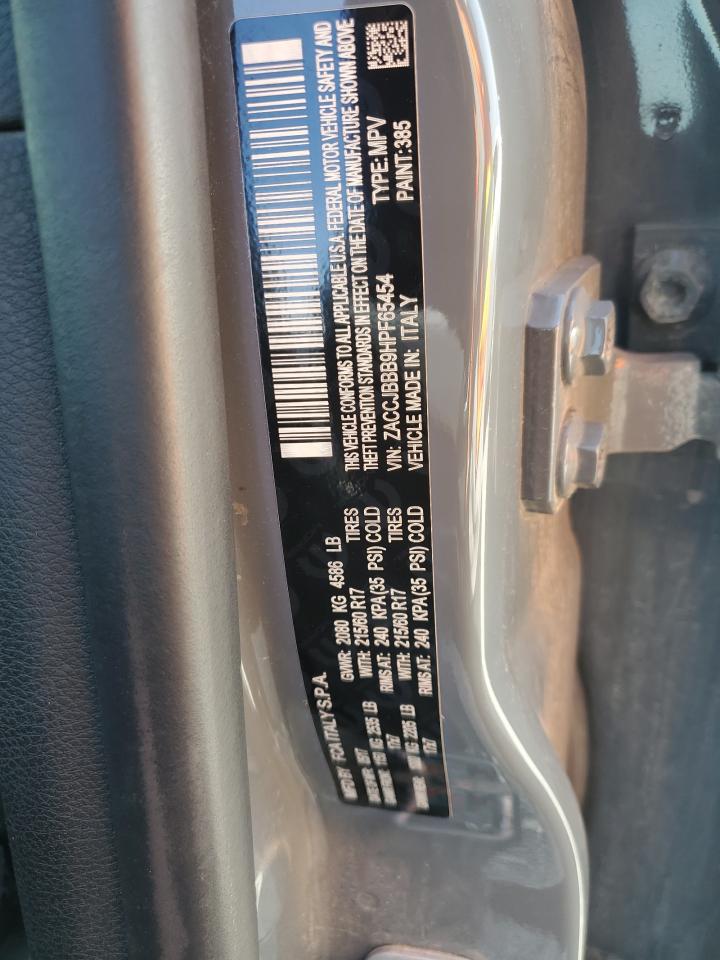 MFD BY FCA ITALY S.P.A.
GVWR: 2080 KG 4586 LB
WITH: 215/60 R17 TIRES
RIMS AT: 240 KPA(35 PSI) COLD
WITH: 215/60 R17 TIRES
RIMS AT: 240 KPA(35 PSI) COLD
THIS VEHICLE CONFORMS TO ALL APPLICABLE U.S.A. FEDERAL MOTOR VEHICLE SAFETY AND
THEFT PREVENTION STANDARDS IN EFFECT ON THE DATE OF MANUFACTURE SHOWN ABOVE
VIN: ZACCJBBB9HPF65454 TYPE: MPV
VEHICLE MADE IN: ITALY PAINT: 385